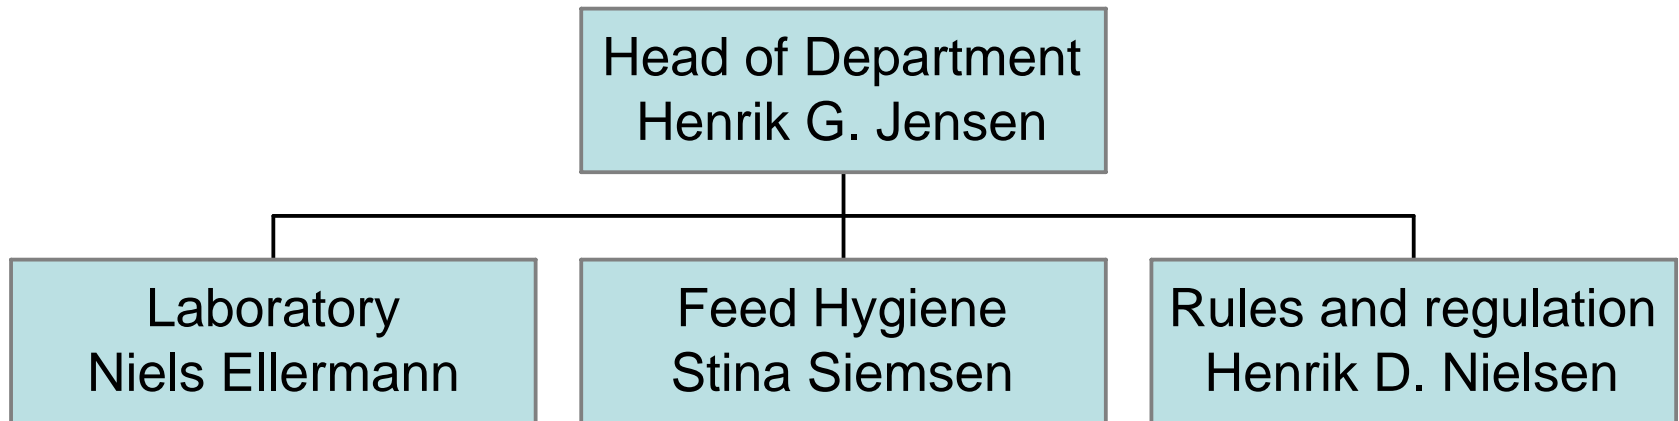 Head of Department
Henrik G. Jensen
Laboratory
Niels Ellermann
Feed Hygiene
Stina Siemsen
Rules and regulation
Henrik D. Nielsen